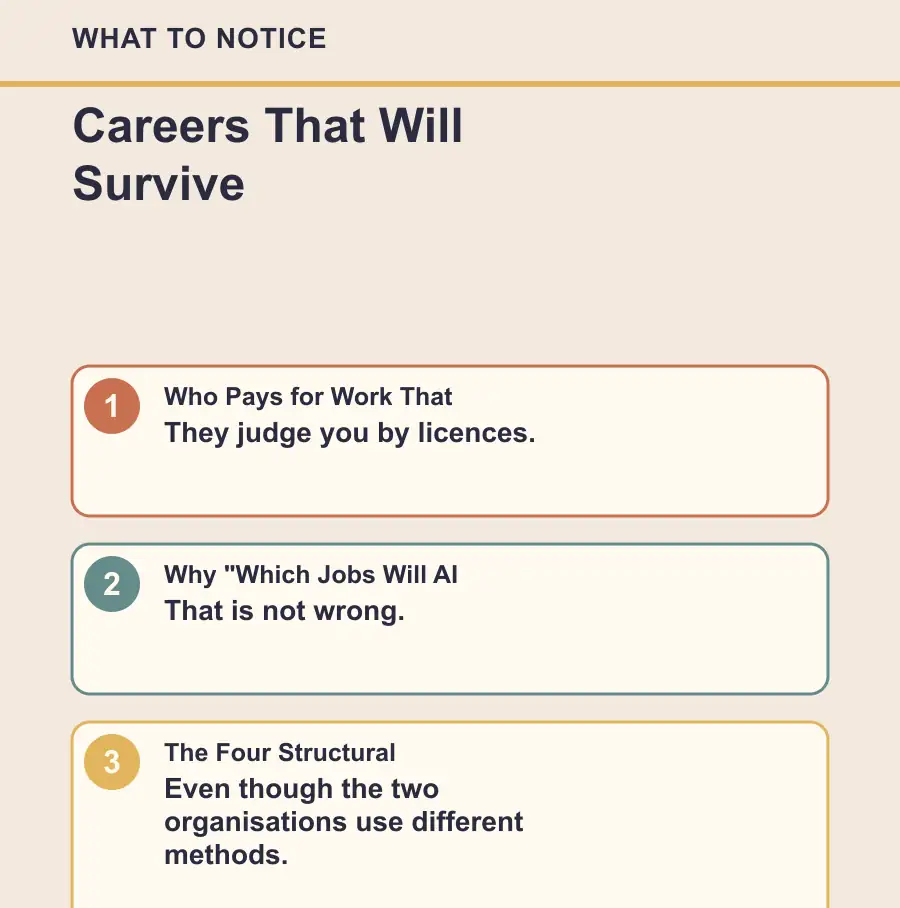 WHAT TO NOTICE
Careers That Will
Survive
1
Who Pays for Work That
They judge you by licences.
2
Why "Which Jobs Will AI
That is not wrong.
3
The Four Structural
Even though the two
organisations use different
methods.